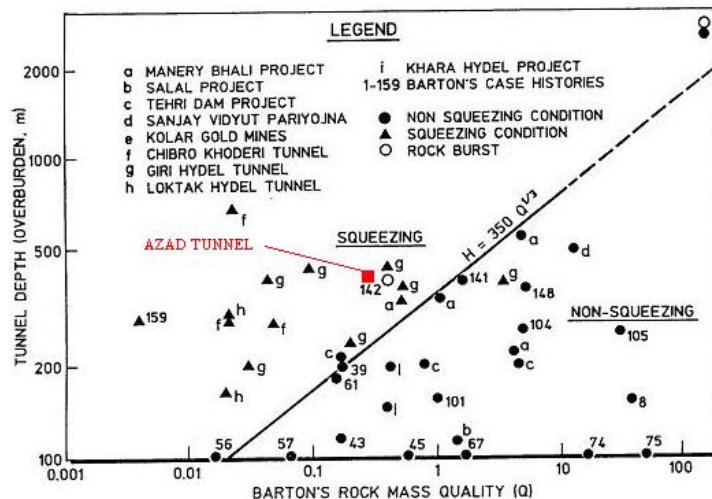 LEGEND
a MANERY BHALI PROJECT
b SALAL PROJECT
c TEHRI DAM PROJECT
d SANJAY VIDYUT PARIYOJNA
e KOLAR GOLD MINES
f CHIBRO KHODERI TUNNEL
g GIRI HYDEL TUNNEL
h LOKTAK HYDEL TUNNEL
i KHARA HYDEL PROJECT
1-159 BARTON'S CASE HISTORIES
NON SQUEEZING CONDITION
SQUEEZING CONDITION
ROCK BURST
TUNNEL DEPTH (OVERBURDEN, m)
2000
1000
500
200
100
H = 350 Q^1/3
SQUEEZING
AZAD TUNNEL
NON-SQUEEZING
f
g
g
g
g
142
a
141
g
a
a
d
148
159
h
f
f
g
c
39
61
g
h
i
i
c
101
104
a
c
105
8
56
57
43
45
b
67
74
75
0.001
0.01
0.1
1
10
100
BARTON'S ROCK MASS QUALITY (Q)